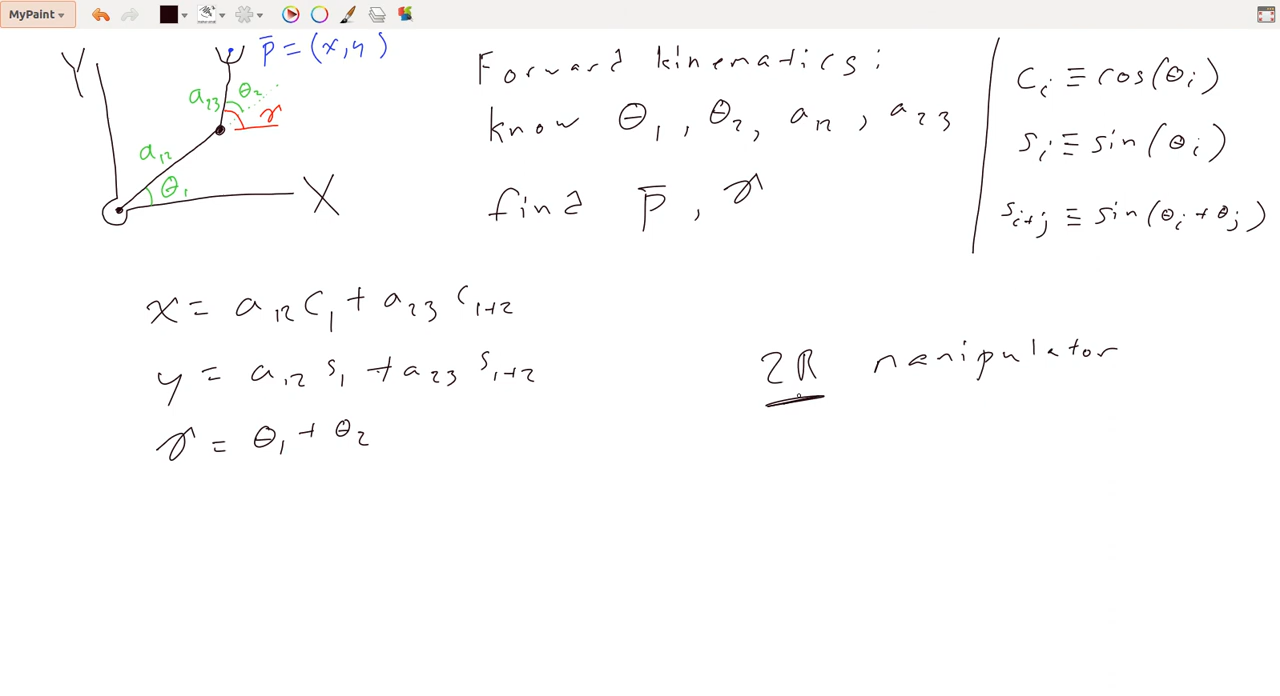 MyPaint
Y
p̄ = (x,y)
a₂₃ θ₂
γ
a₁₂
θ₁
X
Forward kinematics:
know θ₁, θ₂, a₁₂, a₂₃
find p̄, γ
cᵢ ≡ cos(θᵢ)
sᵢ ≡ sin(θᵢ)
sᵢ₊ⱼ ≡ sin(θᵢ + θⱼ)
x = a₁₂ c₁ + a₂₃ c₁₊₂
y = a₁₂ s₁ + a₂₃ s₁₊₂
γ = θ₁ + θ₂
2R manipulator